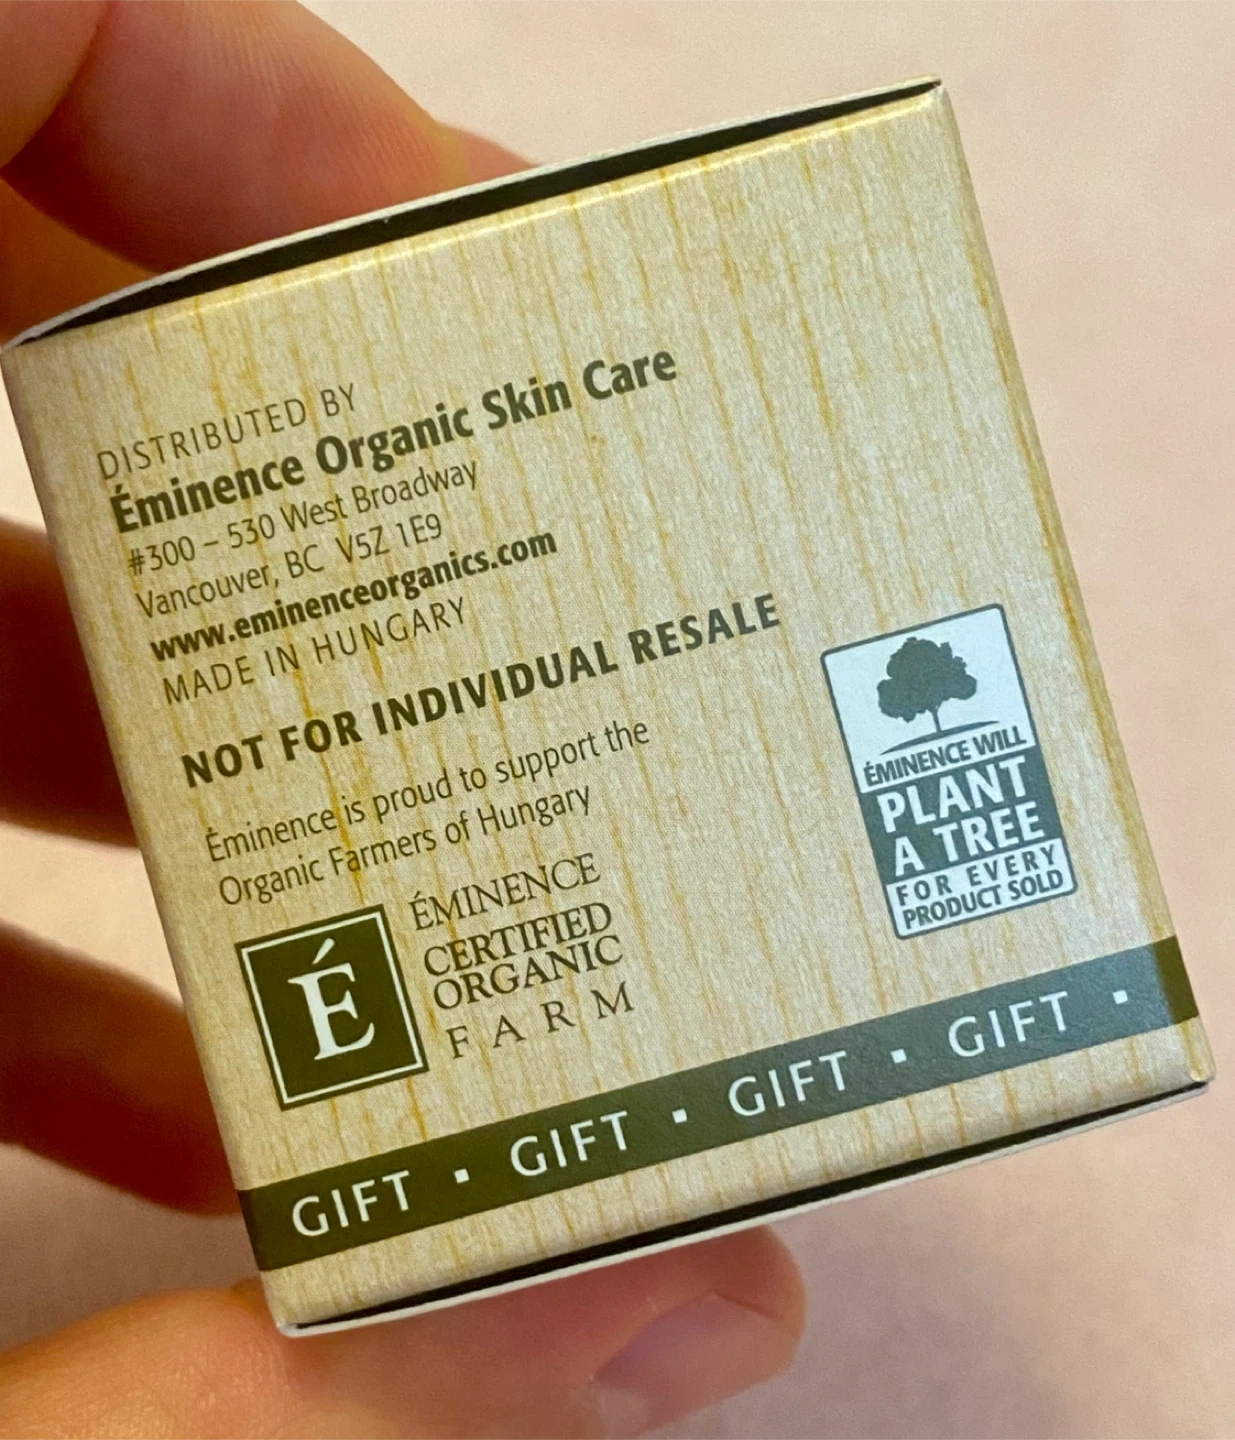 DISTRIBUTED BY
Éminence Organic Skin Care
#300 – 530 West Broadway
Vancouver, BC V5Z 1E9
www.eminenceorganics.com
MADE IN HUNGARY
NOT FOR INDIVIDUAL RESALE
Éminence is proud to support the
Organic Farmers of Hungary
É
ÉMINENCE
CERTIFIED
ORGANIC
FARM
ÉMINENCE WILL
PLANT
A TREE
FOR EVERY
PRODUCT SOLD
GIFT ▪ GIFT ▪ GIFT ▪ GIFT ▪